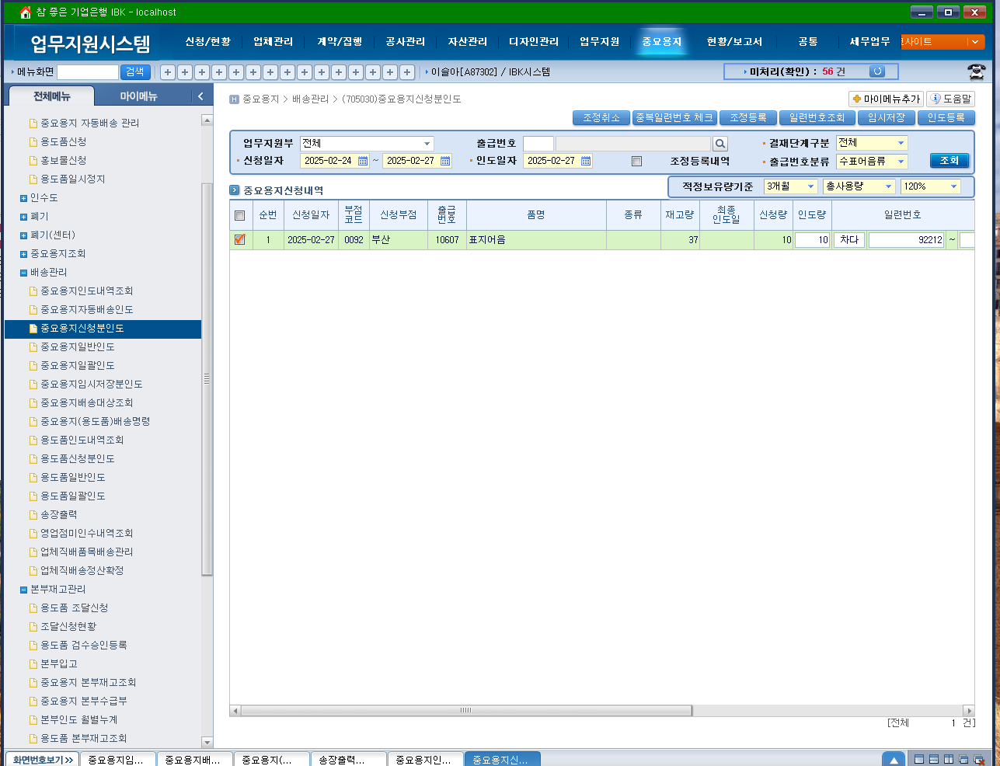 참 좋은 기업은행 IBK - localhost
업무지원시스템
신청/현황 업체관리 계약/집행 공사관리 자산관리 디자인관리 업무지원 중요용지 현황/보고서 공통 세무업무 사이트
메뉴화면 검색 이슬아[A87302] / IBK시스템 미처리(확인) : 56 건
전체메뉴 마이메뉴
중요용지 > 배송관리 > (705030)중요용지신청분인도
마이메뉴추가 도움말
조정취소 중복일련번호 체크 조정등록 일련번호조회 임시저장 인도등록
업무지원부 전체 출급번호 결재단계구분 전체
신청일자 2025-02-24 ~ 2025-02-27 인도일자 2025-02-27 조정등록내역 출급번호분류 수표어음류 조회
중요용지신청내역 적정보유량기준 3개월 총사용량 120%
순번 신청일자 부점코드 신청부점 출급번호 품명 종류 재고량 최종인도일 신청량 인도량 일련번호
1 2025-02-27 0092 부산 10607 표지어음 37 10 10 차다 92212 ~
[전체 1 건]
중요용지 자동배송 관리
용도품신청
홍보물신청
용도품일시정지
인수도
폐기
폐기(센터)
중요용지조회
배송관리
중요용지인도내역조회
중요용지자동배송인도
중요용지신청분인도
중요용지일반인도
중요용지일괄인도
중요용지임시저장분인도
중요용지배송대상조회
중요용지(용도품)배송명령
용도품인도내역조회
용도품신청분인도
용도품일반인도
용도품일괄인도
송장출력
영업점미인수내역조회
업체직배품목배송관리
업체직배송정산확정
본부재고관리
용도품 조달신청
조달신청현황
용도품 검수승인등록
본부입고
중요용지 본부재고조회
중요용지 본부수급부
본부인도 월별누계
용도품 본부재고조회
화면번호보기 >> 중요용지임... 중요용지배... 중요용지(... 송장출력... 중요용지인... 중요용지신...